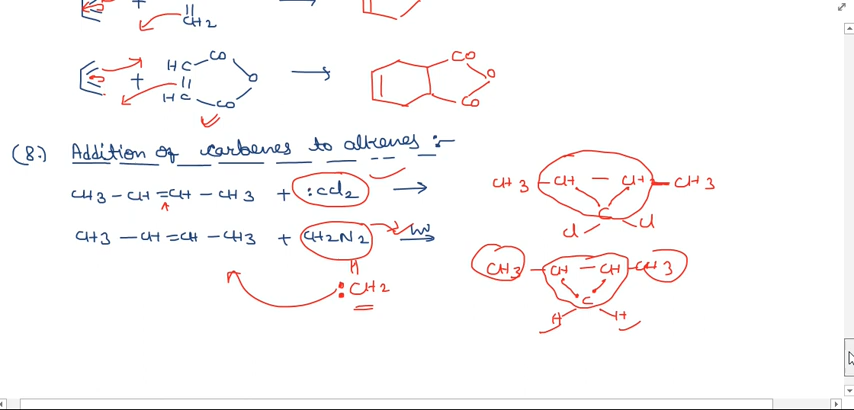 + CH2
HC CO
+ || O
HC CO
CO
O
CO
(8.) Addition of carbenes to alkenes :-
CH3 - CH = CH - CH3 + :CCl2 →
CH3 - CH - CH - CH3
C
Cl Cl
CH3 - CH = CH - CH3 + CH2N2 hν →
CH3 - CH - CH - CH3
C
H H
:CH2